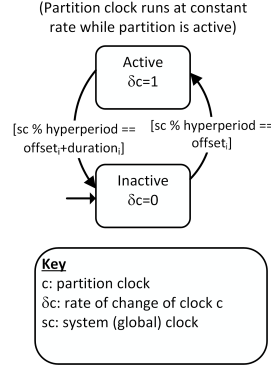 (Partition clock runs at constant
rate while partition is active)
Active
δc=1
[sc % hyperperiod ==
offsetᵢ+durationᵢ]
[sc % hyperperiod ==
offsetᵢ]
Inactive
δc=0
Key
c: partition clock
δc: rate of change of clock c
sc: system (global) clock